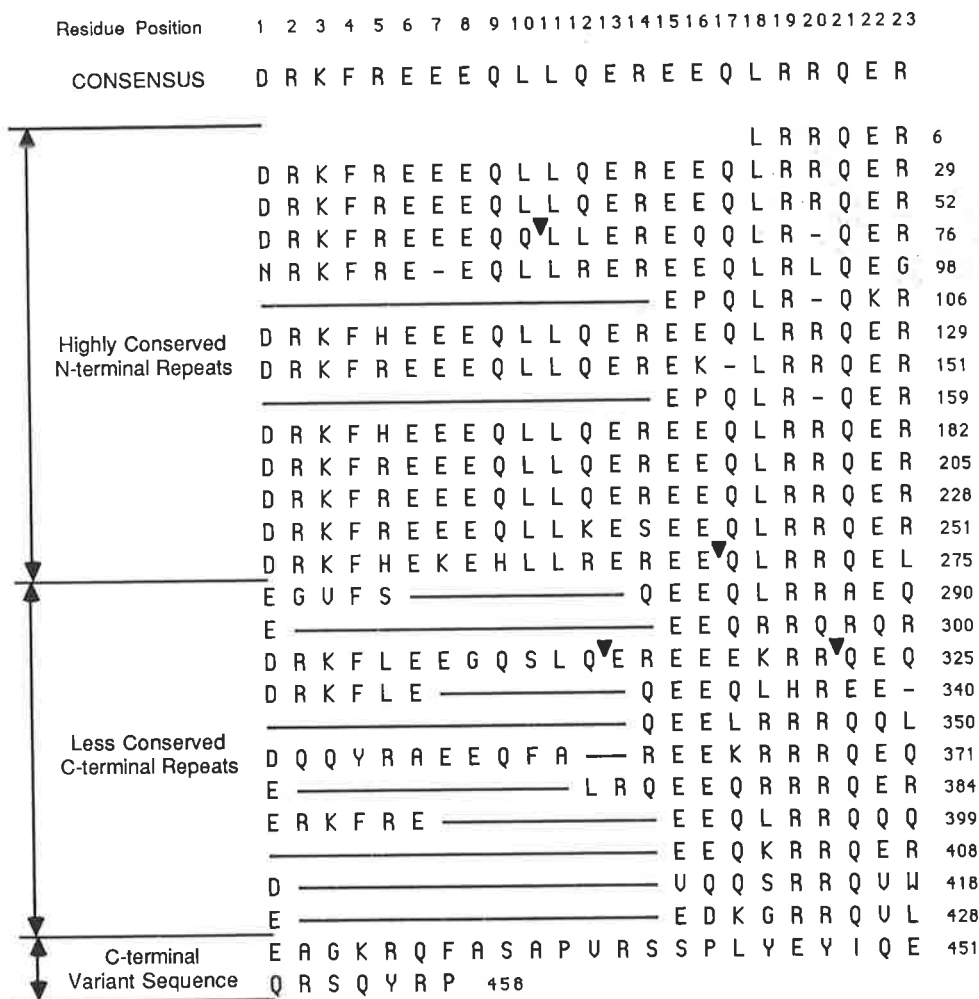 Residue Position 1 2 3 4 5 6 7 8 9 10 11 12 13 14 15 16 17 18 19 20 21 22 23
CONSENSUS D R K F R E E E Q L L Q E R E E Q L R R Q E R
L R R Q E R 6
D R K F R E E E Q L L Q E R E E Q L R R Q E R 29
D R K F R E E E Q L L Q E R E E Q L R R Q E R 52
D R K F R E E E Q Q▼L L E R E Q Q L R - Q E R 76
N R K F R E - E Q L L R E R E E Q L R L Q E G 98
E P Q L R - Q K R 106
Highly Conserved
N-terminal Repeats
D R K F H E E E Q L L Q E R E E Q L R R Q E R 129
D R K F R E E E Q L L Q E R E K - L R R Q E R 151
E P Q L R - Q E R 159
D R K F H E E E Q L L Q E R E E Q L R R Q E R 182
D R K F R E E E Q L L Q E R E E Q L R R Q E R 205
D R K F R E E E Q L L Q E R E E Q L R R Q E R 228
D R K F R E E E Q L L K E S E E Q L R R Q E R 251
D R K F H E K E H L L R E R E E▼Q L R R Q E L 275
E G V F S Q E E Q L R R A E Q 290
E E E Q R R Q R Q R 300
D R K F L E E G Q S L Q▼E R E E E K R R▼Q E Q 325
D R K F L E Q E E Q L H R E E - 340
Q E E L R R R Q Q L 350
Less Conserved
C-terminal Repeats
D Q Q Y R A E E Q F A R E E K R R R Q E Q 371
E L R Q E E Q R R R Q E R 384
E R K F R E E E Q L R R Q Q Q 399
E E Q K R R Q E R 408
D V Q Q S R R Q V W 418
E E D K G R R Q V L 428
C-terminal
Variant Sequence
E A G K R Q F A S A P V R S S P L Y E Y I Q E 451
Q R S Q Y R P 458